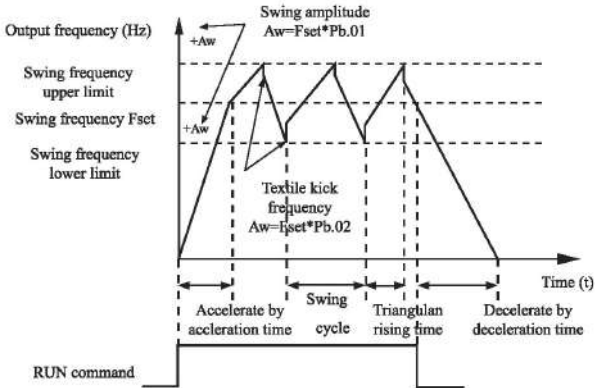 Swing amplitude
Aw=Fset*Pb.01
Output frequency (Hz)
+Aw
Swing frequency
upper limit
Swing frequency Fset
+Aw
Swing frequency
lower limit
Textile kick
frequency
Aw=Fset*Pb.02
Time (t)
Accelerate by
accleration time
Swing
cycle
Triangulan
rising time
Decelerate by
deceleration time
RUN command